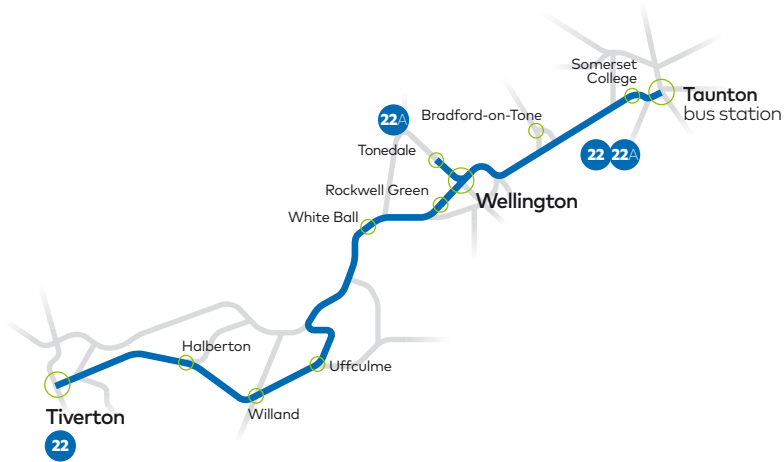 Somerset
College
Taunton
bus station
22A
Bradford-on-Tone
Tonedale
22 22A
Rockwell Green
Wellington
White Ball
Halberton
Uffculme
Willand
Tiverton
22